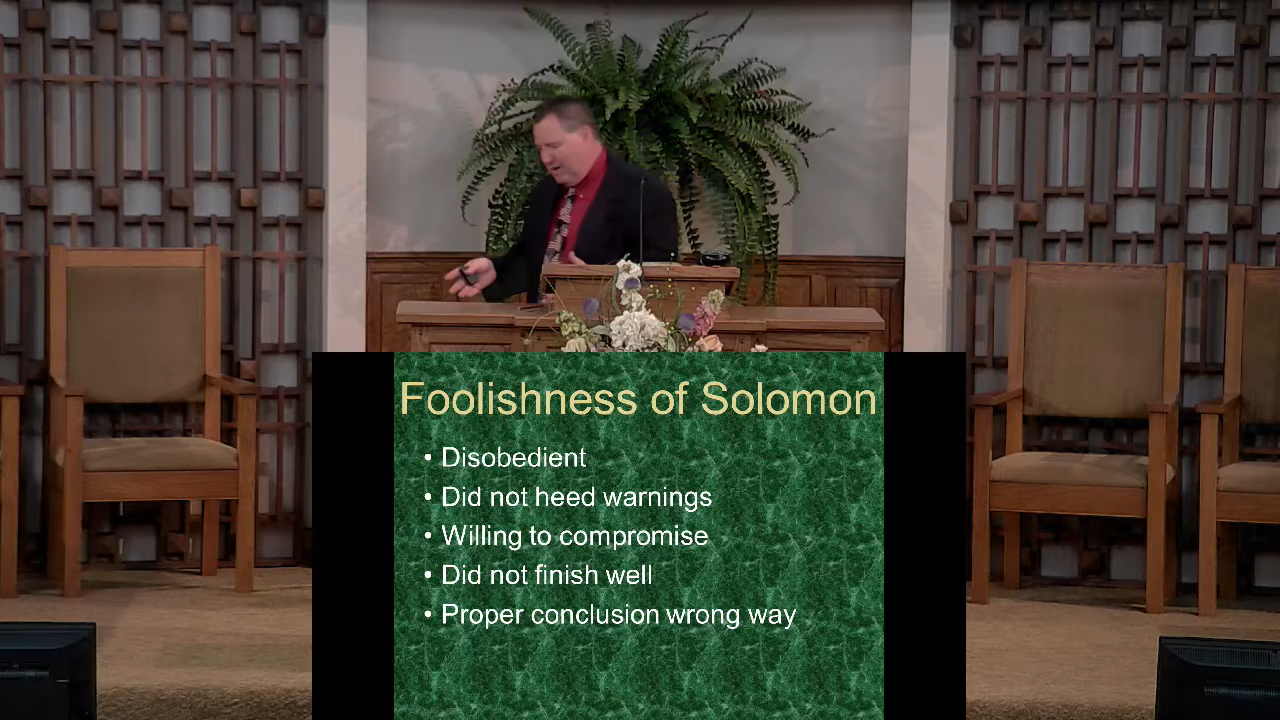 Foolishness of Solomon
• Disobedient
• Did not heed warnings
• Willing to compromise
• Did not finish well
• Proper conclusion wrong way